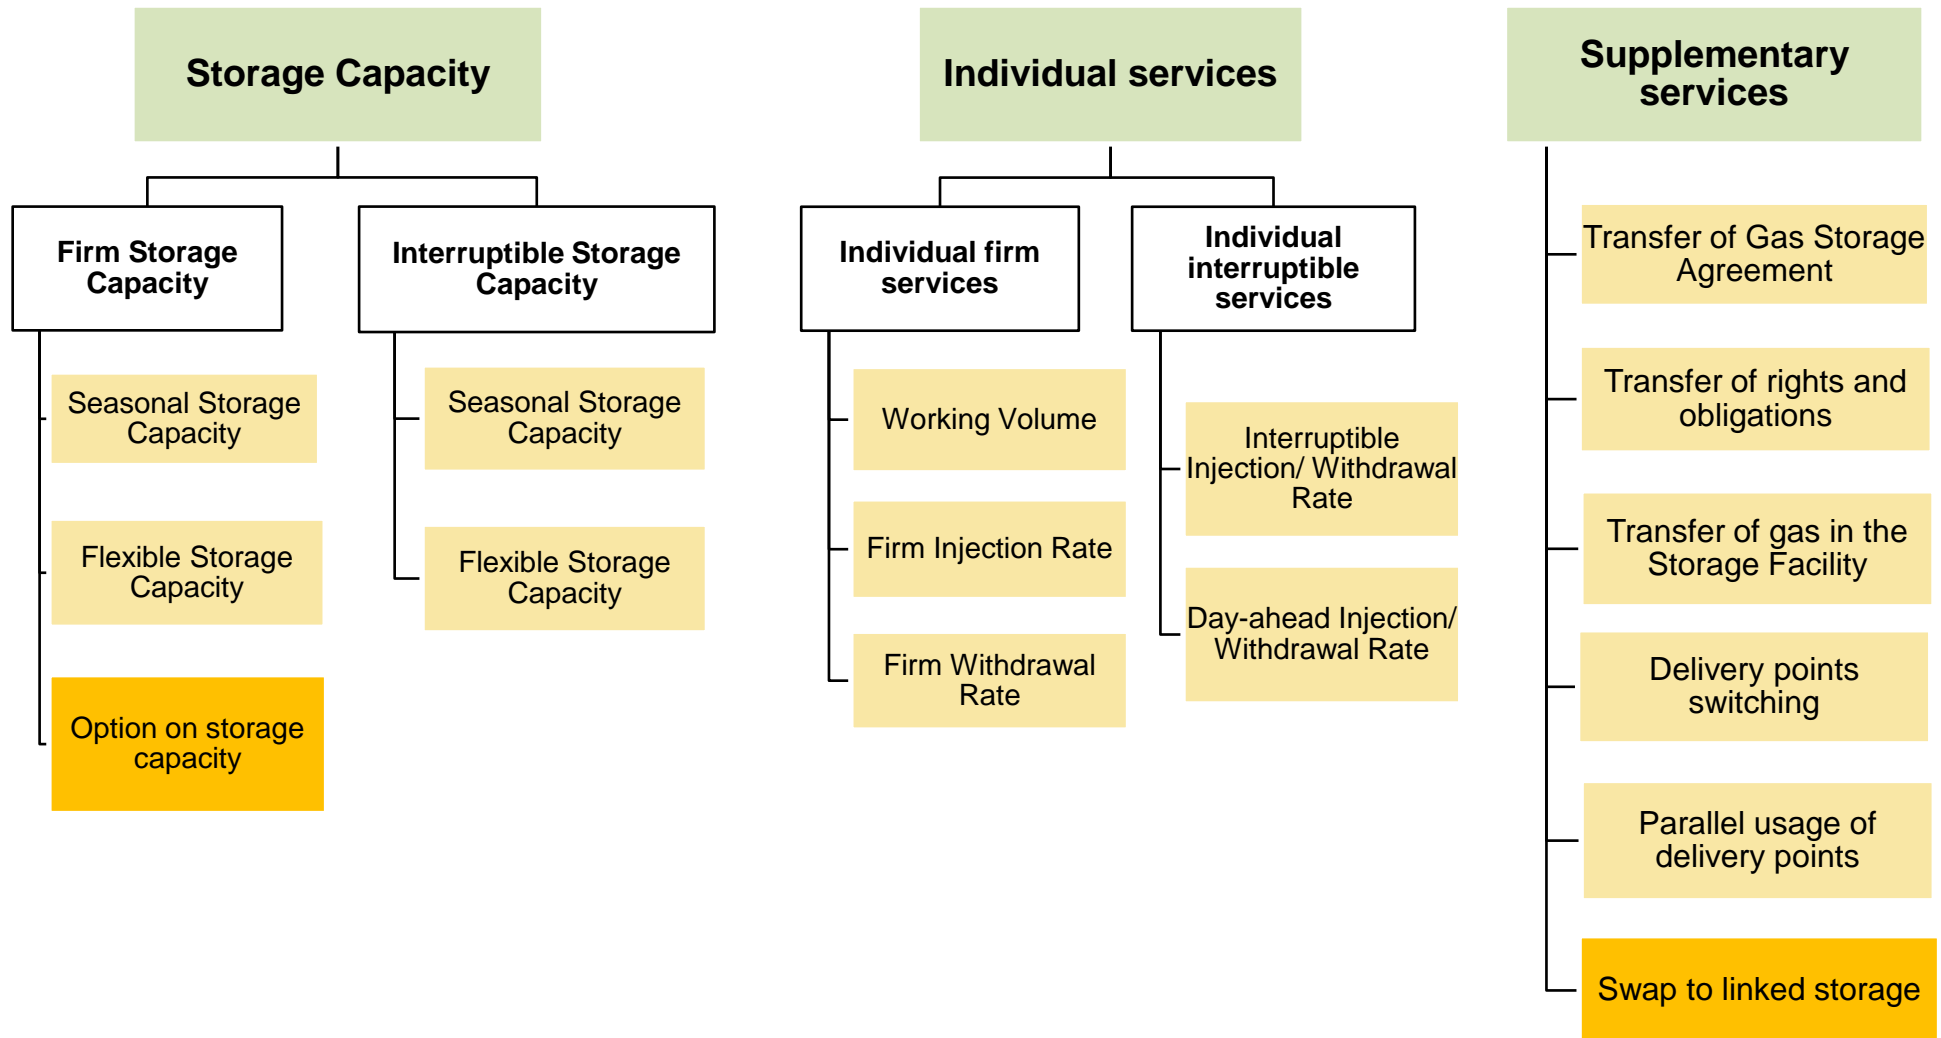 Storage Capacity
Firm Storage
Capacity
Seasonal Storage
Capacity
Flexible Storage
Capacity
Option on storage
capacity
Interruptible Storage
Capacity
Seasonal Storage
Capacity
Flexible Storage
Capacity
Individual services
Individual firm
services
Working Volume
Firm Injection Rate
Firm Withdrawal
Rate
Individual
interruptible
services
Interruptible
Injection/ Withdrawal
Rate
Day-ahead Injection/
Withdrawal Rate
Supplementary
services
Transfer of Gas Storage
Agreement
Transfer of rights and
obligations
Transfer of gas in the
Storage Facility
Delivery points
switching
Parallel usage of
delivery points
Swap to linked storage